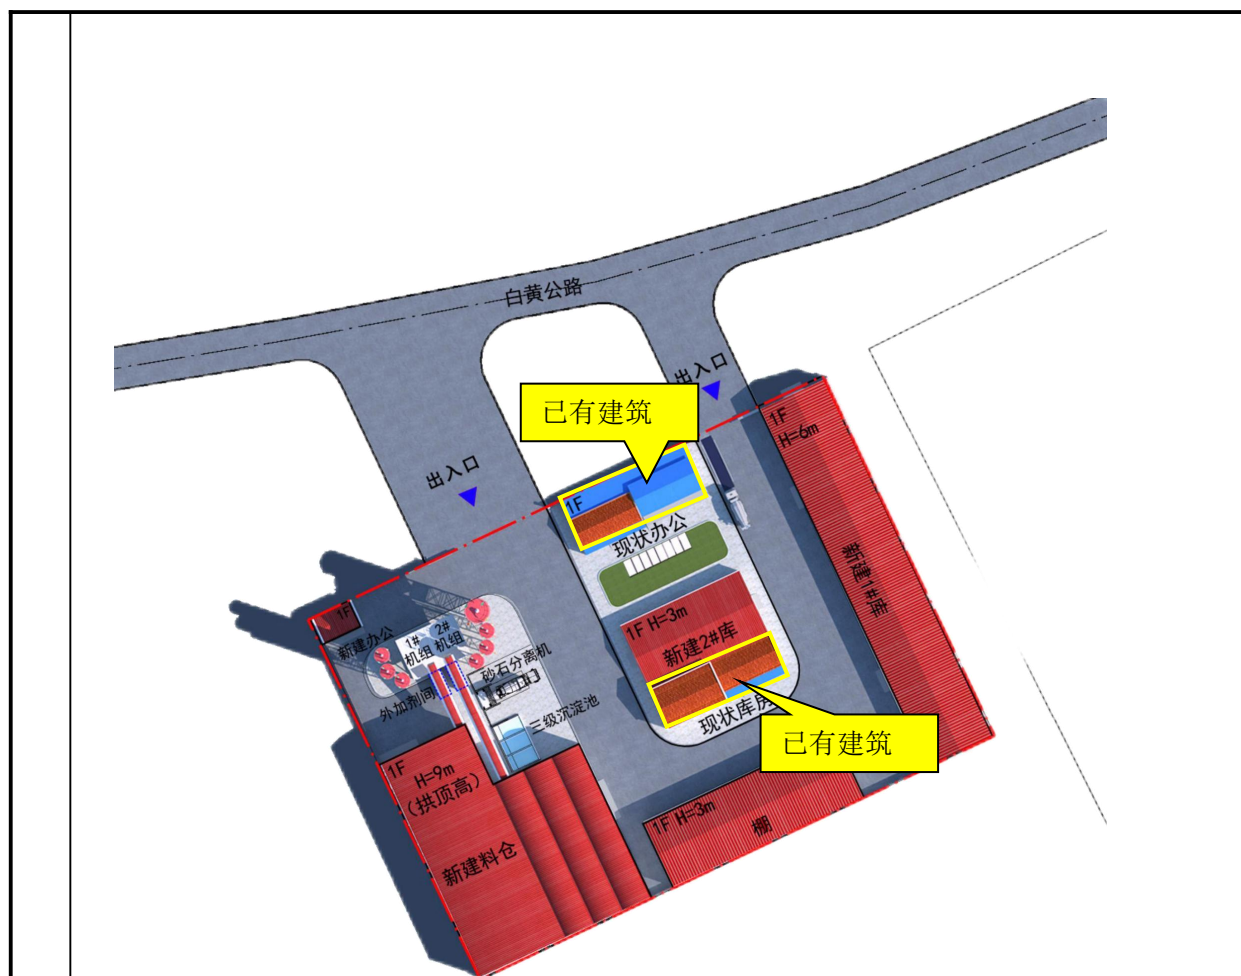 白黄公路
出入口
已有建筑
1F
H=6m
出入口
1F
现状办公
新建1#库
1F
新建办公
1#
机组
2#
机组
1F H=3m
新建2#库
砂石分离机
外加剂间
三级沉淀池
现状库房
已有建筑
1F
H=9m
（拱顶高）
1F H=3m
棚
新建料仓